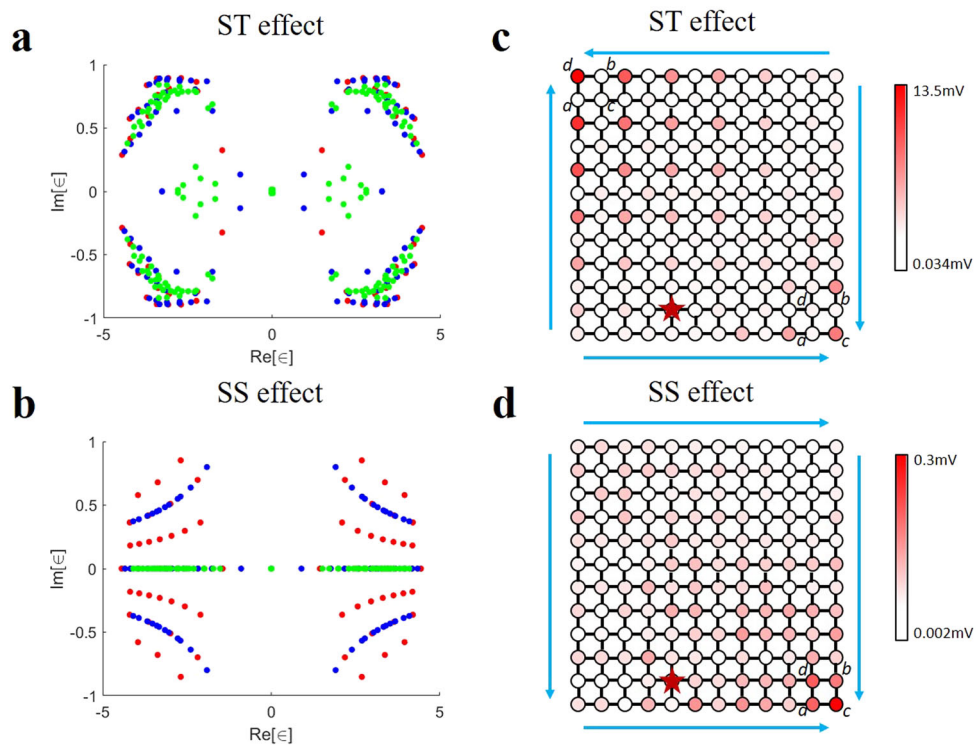 a
ST effect
1
0.5
0
-0.5
-1
Im[∈]
-5
0
5
Re[∈]
c
ST effect
d
b
a
c
d
b
a
c
13.5mV
0.034mV
b
SS effect
1
0.5
0
-0.5
-1
Im[∈]
-5
0
5
Re[∈]
d
SS effect
d
b
a
c
0.3mV
0.002mV